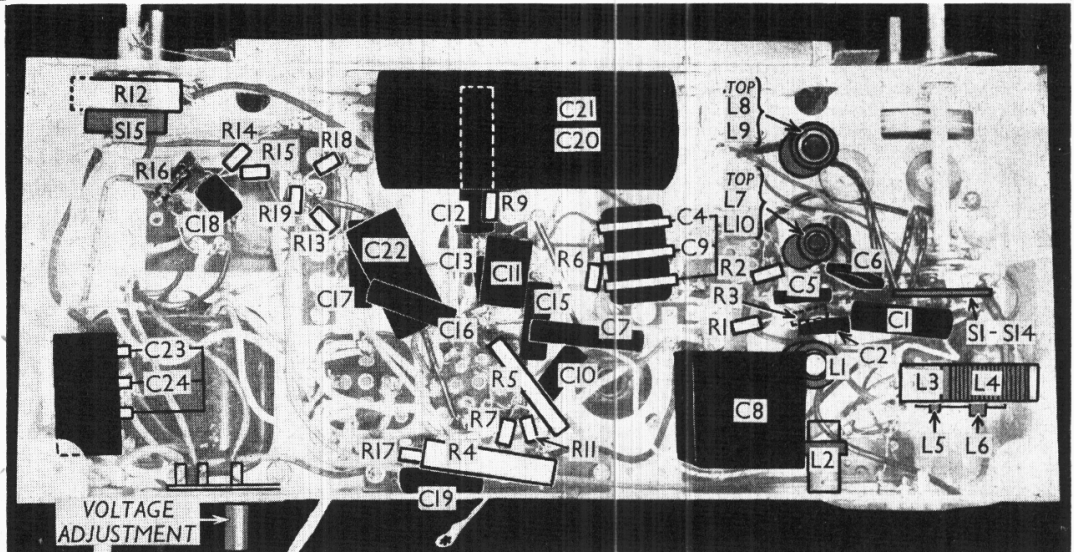 R12
S15
R14
R15
R18
R16
C18
R19
R13
C21
C20
C12
R9
C22
C13
C11
R6
C4
C9
C17
C16
C15
C7
.TOP
L8
L9
TOP
L7
L10
R2
C5
C6
R3
R1
C2
C1
S1-S14
L1
L3
L4
L5
L6
C23
C24
R5
C10
R7
R11
R17
R4
C19
C8
L2
VOLTAGE
ADJUSTMENT